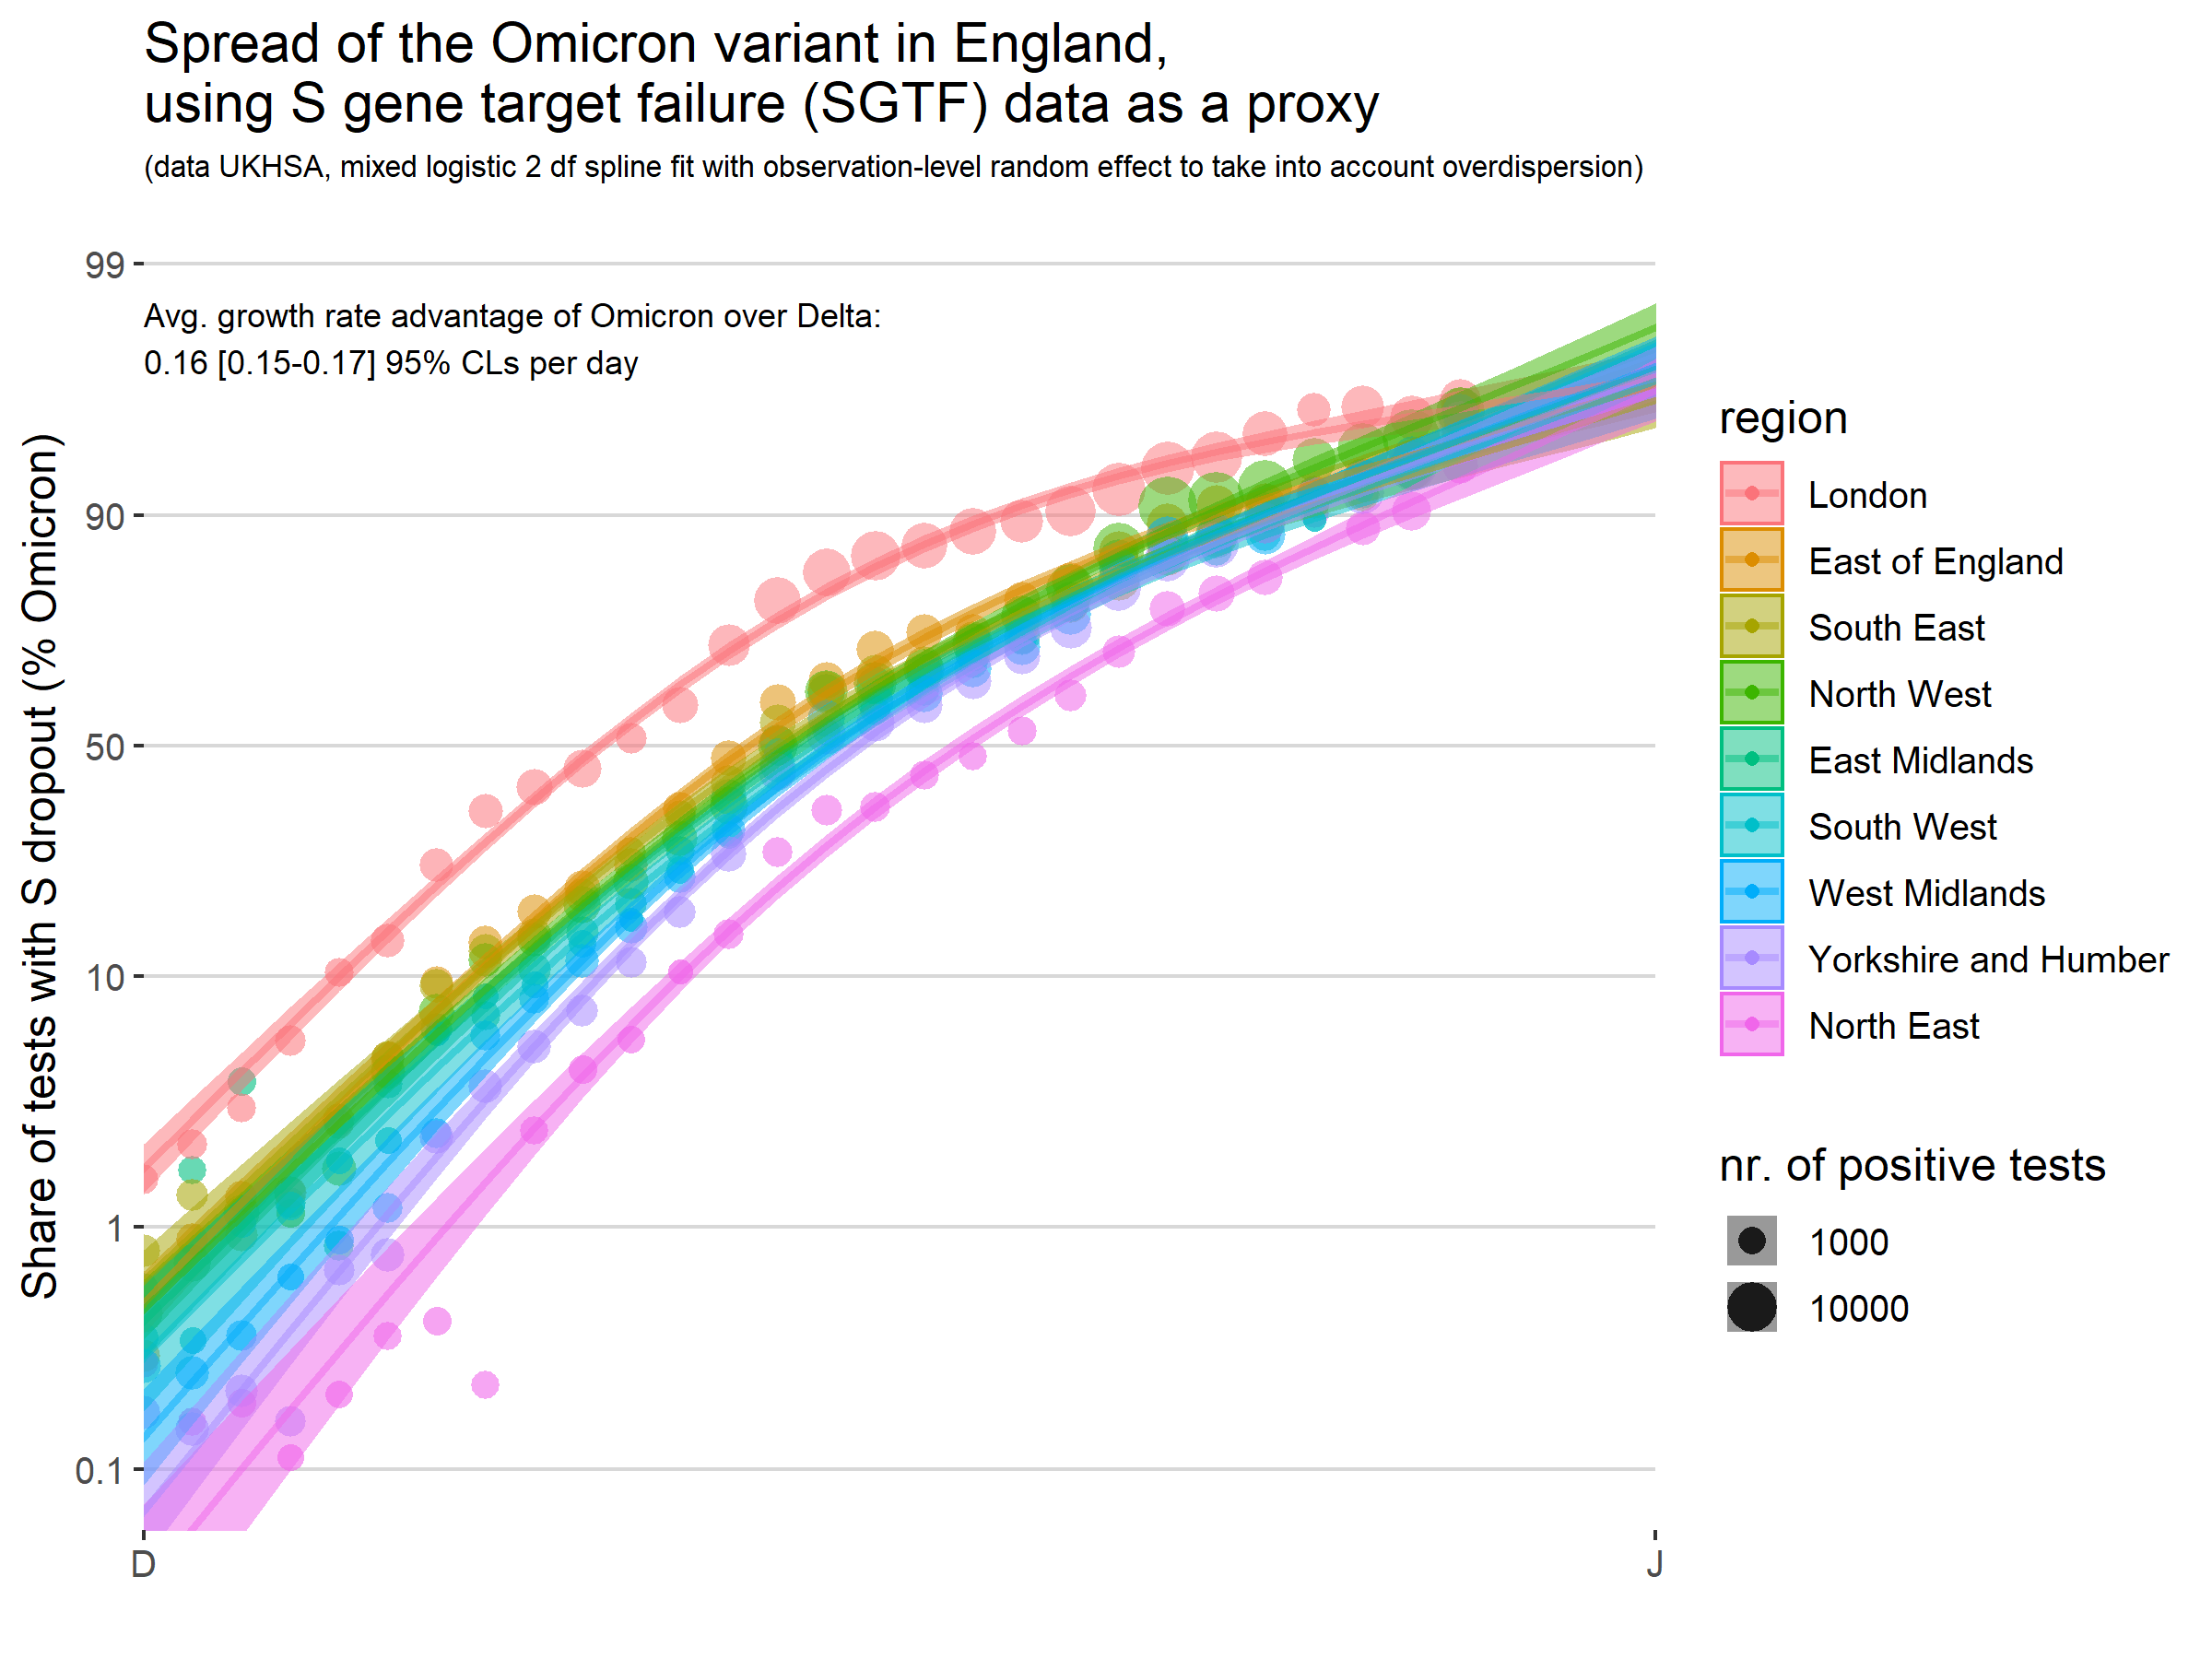 Spread of the Omicron variant in England,
using S gene target failure (SGTF) data as a proxy
(data UKHSA, mixed logistic 2 df spline fit with observation-level random effect to take into account overdispersion)
Share of tests with S dropout (% Omicron)
99
90
50
10
1
0.1
Avg. growth rate advantage of Omicron over Delta:
0.16 [0.15-0.17] 95% CLs per day
D
J
region
London
East of England
South East
North West
East Midlands
South West
West Midlands
Yorkshire and Humber
North East
nr. of positive tests
1000
10000